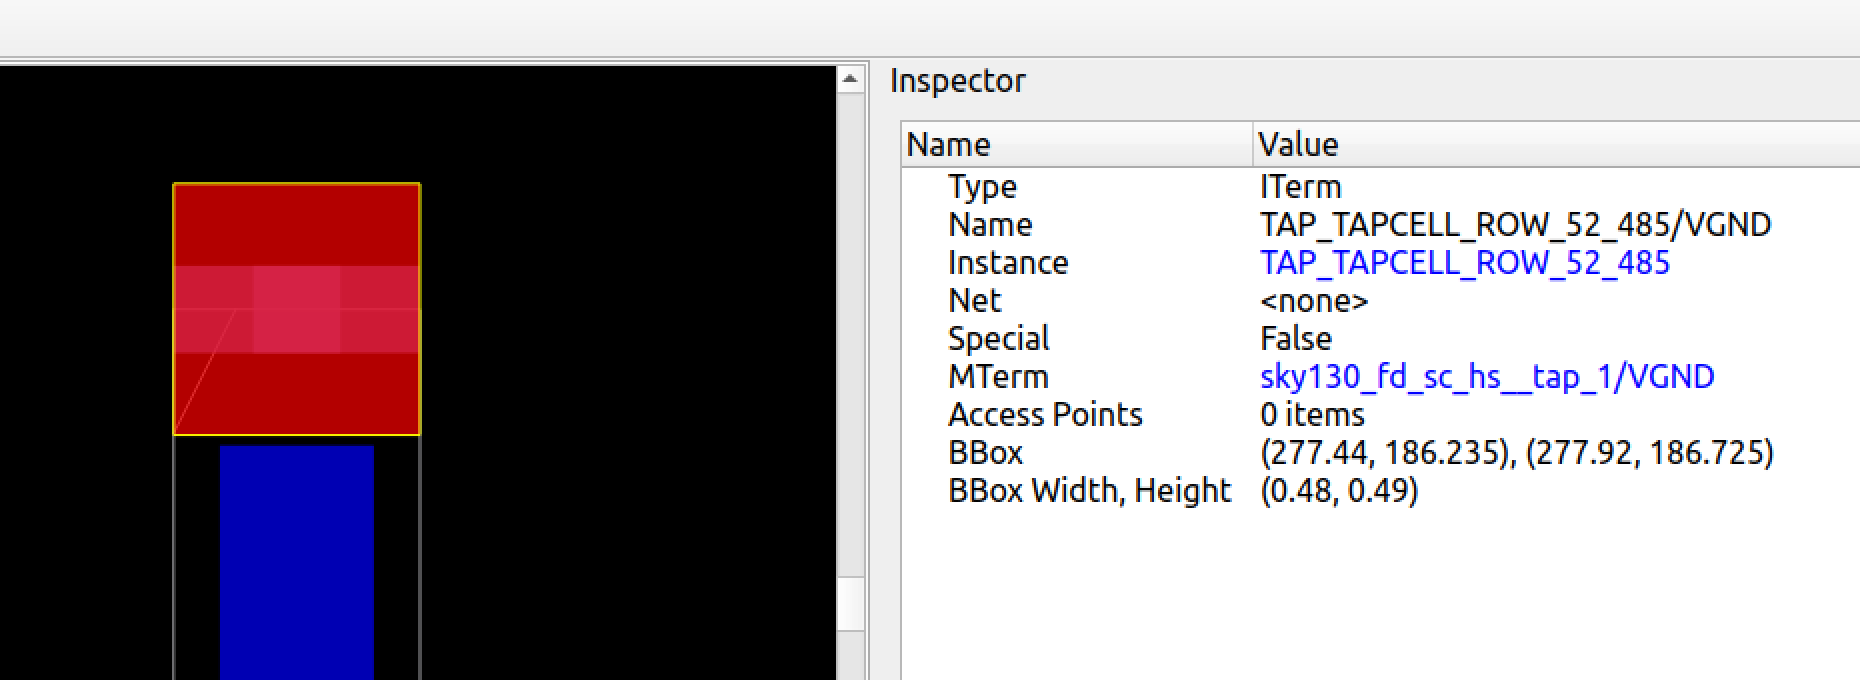 Inspector
Name Value
Type ITerm
Name TAP_TAPCELL_ROW_52_485/VGND
Instance TAP_TAPCELL_ROW_52_485
Net <none>
Special False
MTerm sky130_fd_sc_hs__tap_1/VGND
Access Points 0 items
BBox (277.44, 186.235), (277.92, 186.725)
BBox Width, Height (0.48, 0.49)